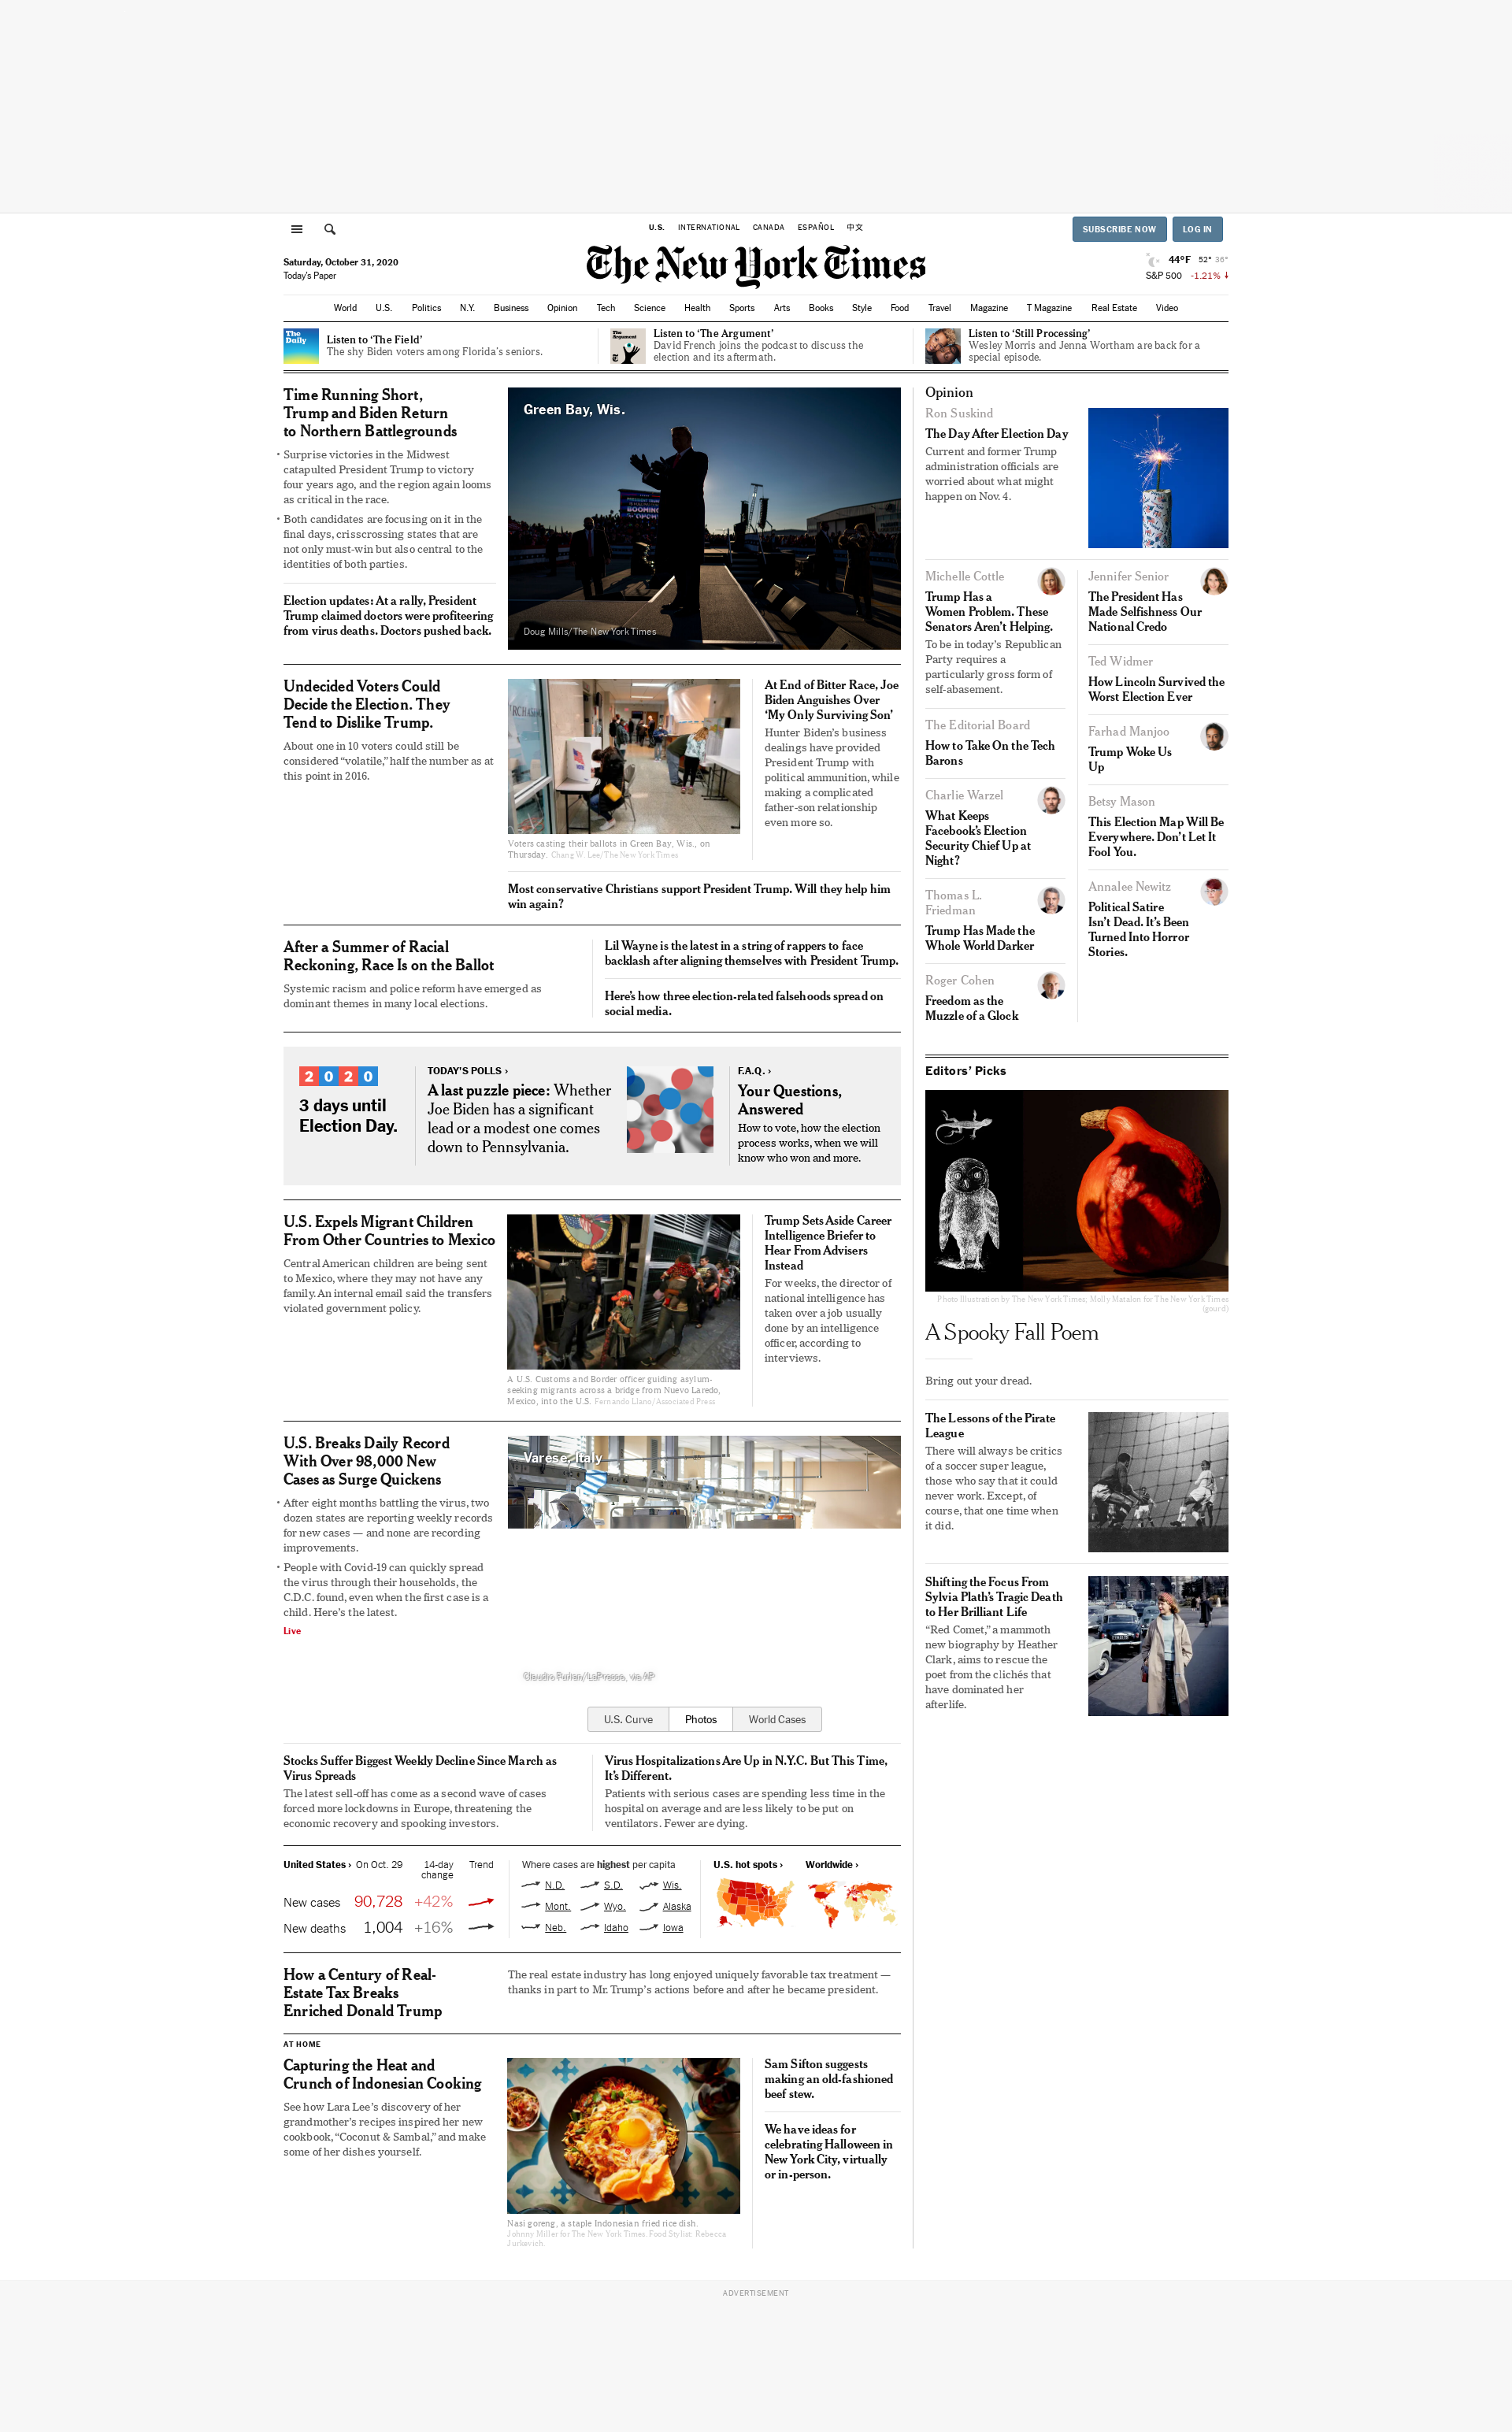 U.S. INTERNATIONAL CANADA ESPAÑOL 中文
SUBSCRIBE NOW LOG IN
Saturday, October 31, 2020
Today's Paper
The New York Times
44°F 52° 36°
S&P 500 -1.21%
World U.S. Politics N.Y. Business Opinion Tech Science Health Sports Arts Books Style Food Travel Magazine T Magazine Real Estate Video
The
Daily
Listen to ‘The Field’
The shy Biden voters among Florida's seniors.
The
Argument
Listen to ‘The Argument’
David French joins the podcast to discuss the
election and its aftermath.
Listen to ‘Still Processing’
Wesley Morris and Jenna Wortham are back for a
special episode.
Time Running Short,
Trump and Biden Return
to Northern Battlegrounds
• Surprise victories in the Midwest
catapulted President Trump to victory
four years ago, and the region again looms
as critical in the race.
• Both candidates are focusing on it in the
final days, crisscrossing states that are
not only must-win but also central to the
identities of both parties.
Election updates: At a rally, President
Trump claimed doctors were profiteering
from virus deaths. Doctors pushed back.
Green Bay, Wis.
Doug Mills/The New York Times
Undecided Voters Could
Decide the Election. They
Tend to Dislike Trump.
About one in 10 voters could still be
considered “volatile,” half the number as at
this point in 2016.
Voters casting their ballots in Green Bay, Wis., on
Thursday. Chang W. Lee/The New York Times
At End of Bitter Race, Joe
Biden Anguishes Over
‘My Only Surviving Son’
Hunter Biden's business
dealings have provided
President Trump with
political ammunition, while
making a complicated
father-son relationship
even more so.
Most conservative Christians support President Trump. Will they help him
win again?
After a Summer of Racial
Reckoning, Race Is on the Ballot
Systemic racism and police reform have emerged as
dominant themes in many local elections.
Lil Wayne is the latest in a string of rappers to face
backlash after aligning themselves with President Trump.
Here's how three election-related falsehoods spread on
social media.
2020
3 days until
Election Day.
TODAY'S POLLS ›
A last puzzle piece: Whether
Joe Biden has a significant
lead or a modest one comes
down to Pennsylvania.
F.A.Q. ›
Your Questions,
Answered
How to vote, how the election
process works, when we will
know who won and more.
U.S. Expels Migrant Children
From Other Countries to Mexico
Central American children are being sent
to Mexico, where they may not have any
family. An internal email said the transfers
violated government policy.
A U.S. Customs and Border officer guiding asylum-
seeking migrants across a bridge from Nuevo Laredo,
Mexico, into the U.S. Fernando Llano/Associated Press
Trump Sets Aside Career
Intelligence Briefer to
Hear From Advisers
Instead
For weeks, the director of
national intelligence has
taken over a job usually
done by an intelligence
officer, according to
interviews.
U.S. Breaks Daily Record
With Over 98,000 New
Cases as Surge Quickens
• After eight months battling the virus, two
dozen states are reporting weekly records
for new cases — and none are recording
improvements.
• People with Covid-19 can quickly spread
the virus through their households, the
C.D.C. found, even when the first case is a
child. Here's the latest.
Live
Varese, Italy
Claudio Furlan/LaPresse, via AP
U.S. Curve Photos World Cases
Stocks Suffer Biggest Weekly Decline Since March as
Virus Spreads
The latest sell-off has come as a second wave of cases
forced more lockdowns in Europe, threatening the
economic recovery and spooking investors.
Virus Hospitalizations Are Up in N.Y.C. But This Time,
It's Different.
Patients with serious cases are spending less time in the
hospital on average and are less likely to be put on
ventilators. Fewer are dying.
United States › On Oct. 29 14-day change Trend
New cases 90,728 +42%
New deaths 1,004 +16%
Where cases are highest per capita
N.D. S.D. Wis.
Mont. Wyo. Alaska
Neb. Idaho Iowa
U.S. hot spots ›
Worldwide ›
How a Century of Real-
Estate Tax Breaks
Enriched Donald Trump
The real estate industry has long enjoyed uniquely favorable tax treatment —
thanks in part to Mr. Trump's actions before and after he became president.
AT HOME
Capturing the Heat and
Crunch of Indonesian Cooking
See how Lara Lee's discovery of her
grandmother's recipes inspired her new
cookbook, “Coconut & Sambal,” and make
some of her dishes yourself.
Nasi goreng, a staple Indonesian fried rice dish.
Johnny Miller for The New York Times. Food Stylist: Rebecca
Jurkevich.
Sam Sifton suggests
making an old-fashioned
beef stew.
We have ideas for
celebrating Halloween in
New York City, virtually
or in-person.
Opinion
Ron Suskind
The Day After Election Day
Current and former Trump
administration officials are
worried about what might
happen on Nov. 4.
Michelle Cottle
Trump Has a
Women Problem. These
Senators Aren't Helping.
To be in today's Republican
Party requires a
particularly gross form of
self-abasement.
The Editorial Board
How to Take On the Tech
Barons
Charlie Warzel
What Keeps
Facebook's Election
Security Chief Up at
Night?
Thomas L.
Friedman
Trump Has Made the
Whole World Darker
Roger Cohen
Freedom as the
Muzzle of a Glock
Jennifer Senior
The President Has
Made Selfishness Our
National Credo
Ted Widmer
How Lincoln Survived the
Worst Election Ever
Farhad Manjoo
Trump Woke Us
Up
Betsy Mason
This Election Map Will Be
Everywhere. Don't Let It
Fool You.
Annalee Newitz
Political Satire
Isn't Dead. It's Been
Turned Into Horror
Stories.
Editors' Picks
Photo Illustration by The New York Times; Molly Matalon for The New York Times
(gourd)
A Spooky Fall Poem
Bring out your dread.
The Lessons of the Pirate
League
There will always be critics
of a soccer super league,
those who say that it could
never work. Except, of
course, that one time when
it did.
Shifting the Focus From
Sylvia Plath's Tragic Death
to Her Brilliant Life
“Red Comet,” a mammoth
new biography by Heather
Clark, aims to rescue the
poet from the clichés that
have dominated her
afterlife.
ADVERTISEMENT